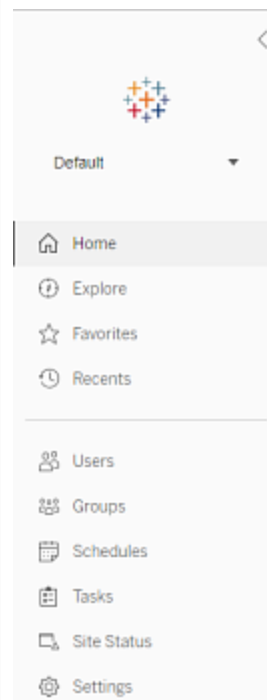 Default
Home
Explore
Favorites
Recents
Users
Groups
Schedules
Tasks
Site Status
Settings